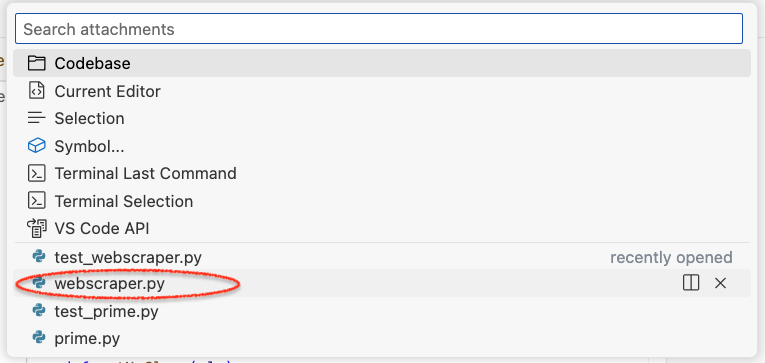 Search attachments
Codebase
Current Editor
Selection
Symbol...
Terminal Last Command
Terminal Selection
VS Code API
test_webscraper.py recently opened
webscraper.py
test_prime.py
prime.py